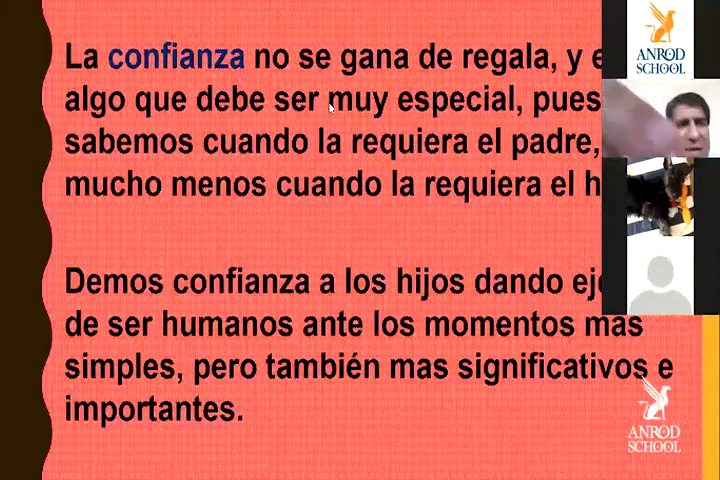 La confianza no se gana de regala, y
algo que debe ser muy especial, pues
sabemos cuando la requiera el padre,
mucho menos cuando la requiera el
Demos confianza a los hijos dando
de ser humanos ante los momentos mas
simples, pero también mas significativos e
importantes.
ANROD
SCHOOL
ANROD
SCHOOL